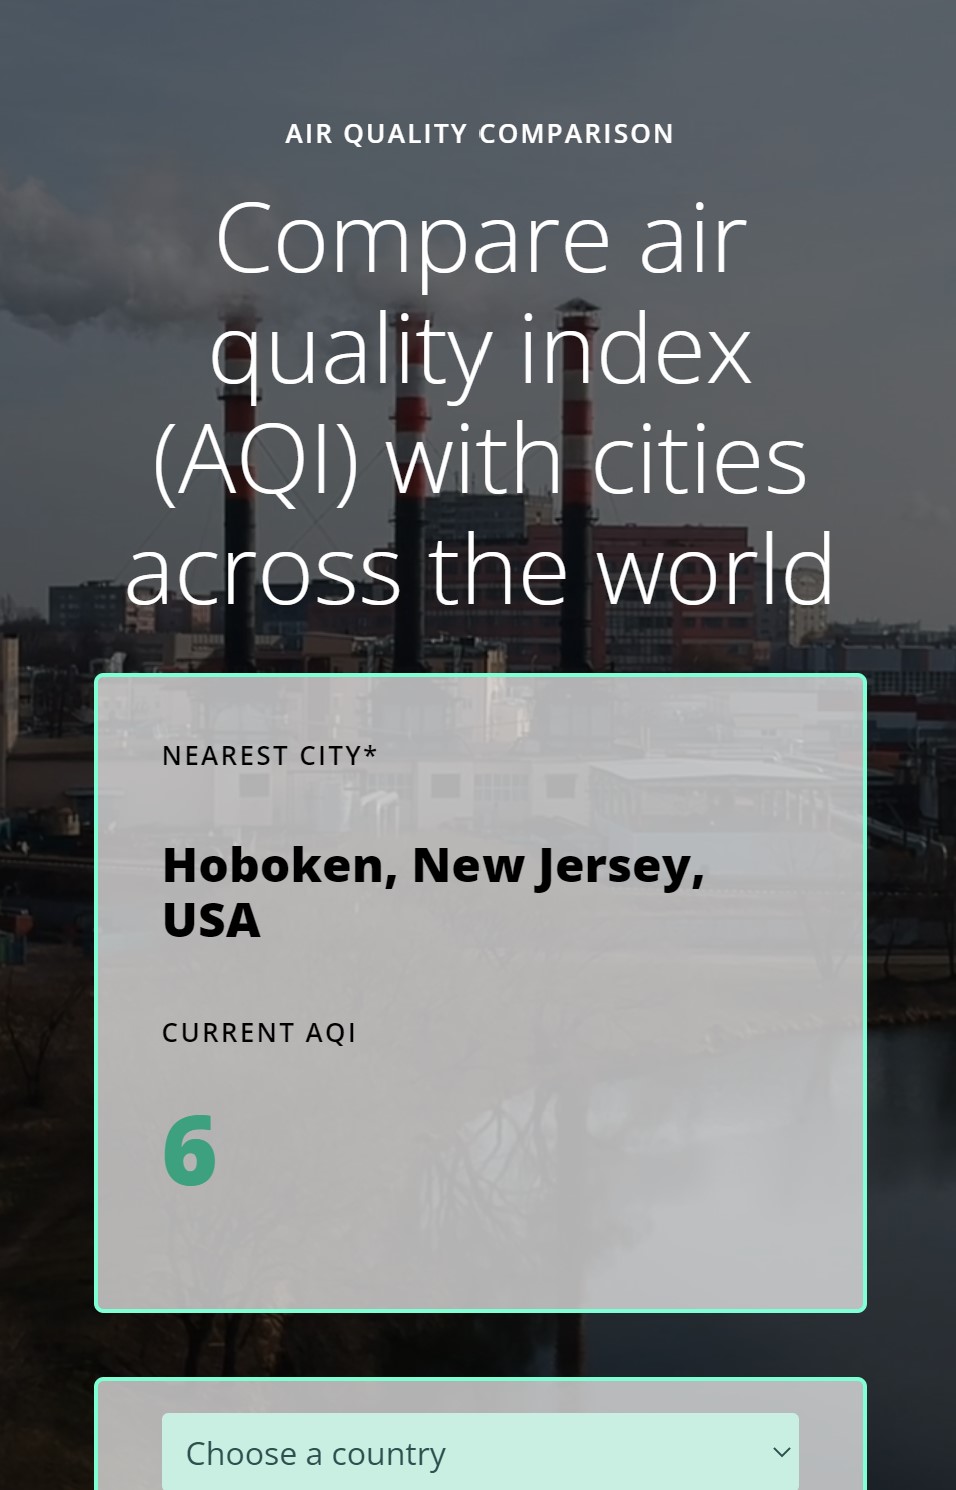 AIR QUALITY COMPARISON
Compare air
quality index
(AQI) with cities
across the world
NEAREST CITY*
Hoboken, New Jersey,
USA
CURRENT AQI
6
Choose a country